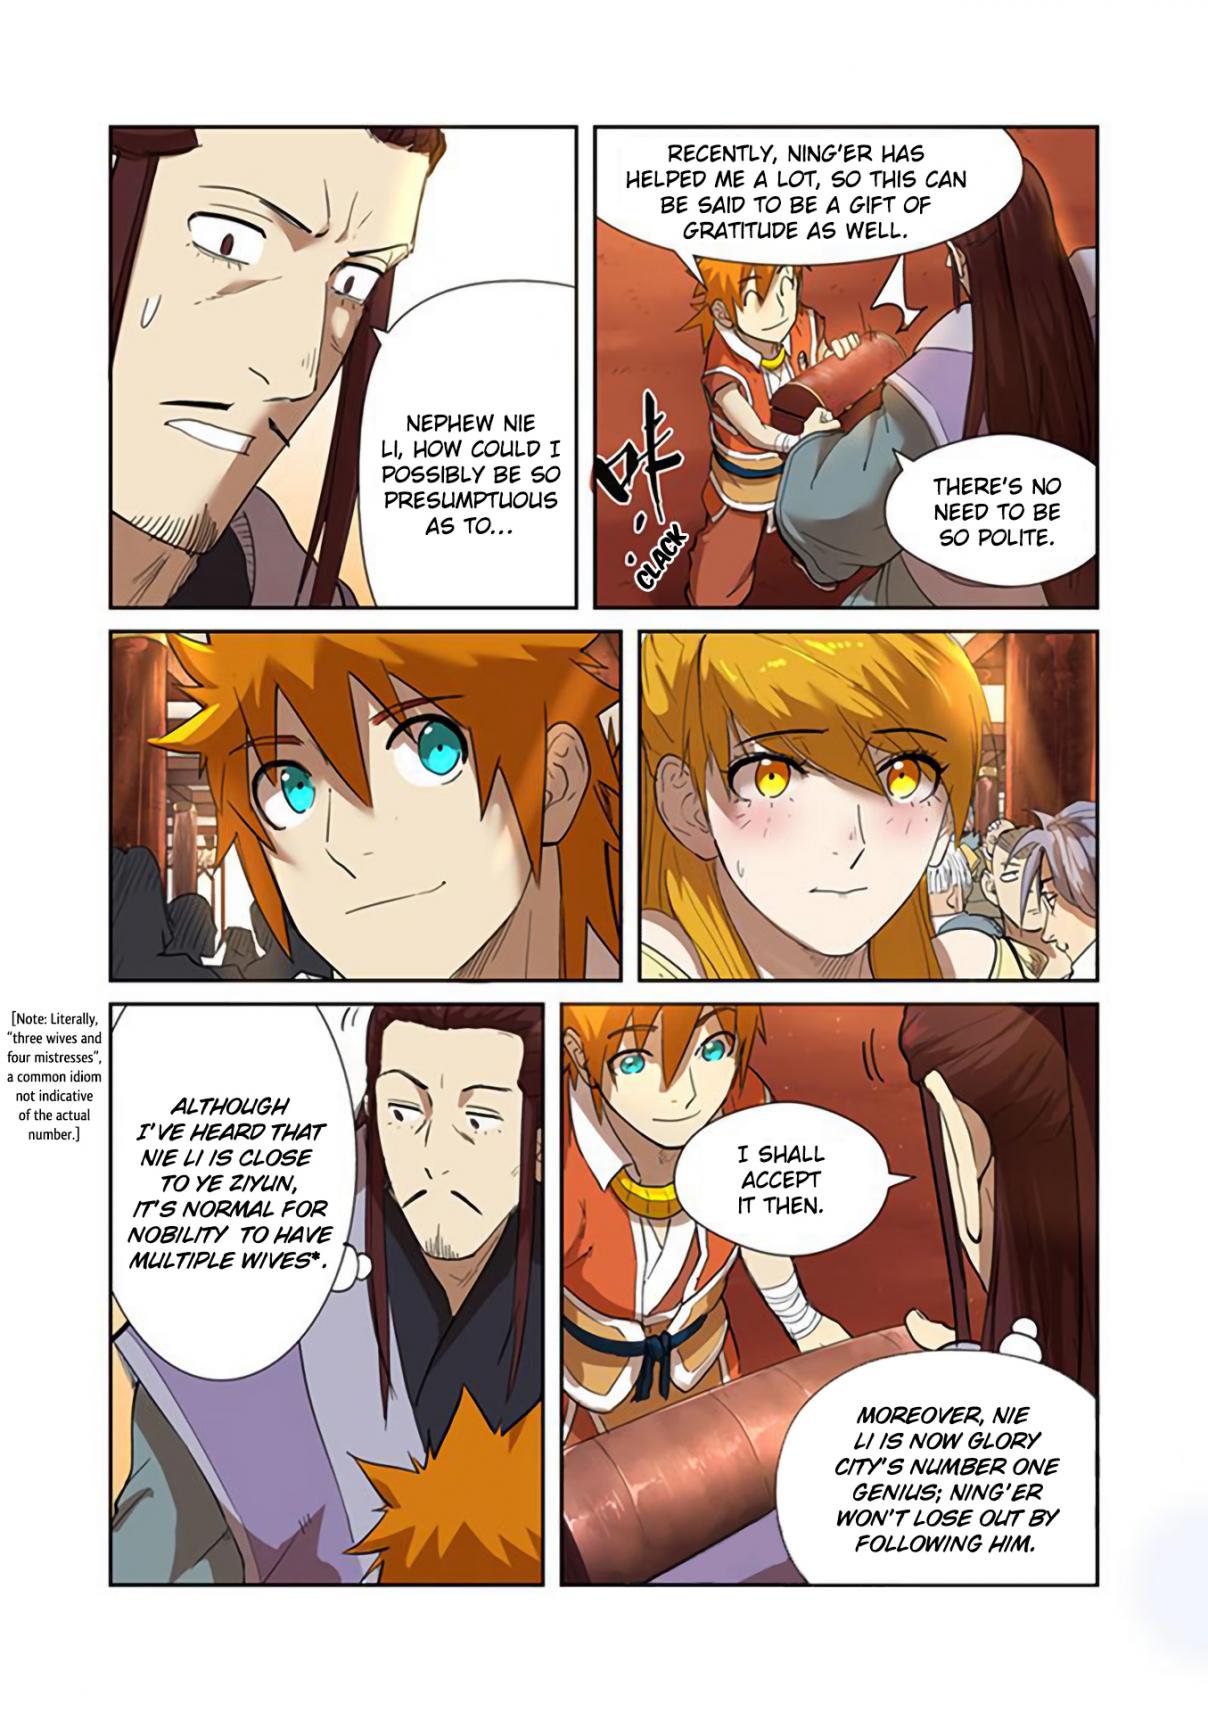 NEPHEW NIE
LI, HOW COULD I
POSSIBLY BE SO
PRESUMPTUOUS
AS TO...
RECENTLY, NING'ER HAS
HELPED ME A LOT, SO THIS CAN
BE SAID TO BE A GIFT OF
GRATITUDE AS WELL.
咔
CLACK
THERE'S NO
NEED TO BE
SO POLITE.
[Note: Literally,
"three wives and
four mistresses",
a common idiom
not indicative
of the actual
number.]
ALTHOUGH
I'VE HEARD THAT
NIE LI IS CLOSE
TO YE ZIYUN,
IT'S NORMAL FOR
NOBILITY TO HAVE
MULTIPLE WIVES*.
I SHALL
ACCEPT
IT THEN.
MOREOVER, NIE
LI IS NOW GLORY
CITY'S NUMBER ONE
GENIUS; NING'ER
WON'T LOSE OUT BY
FOLLOWING HIM.